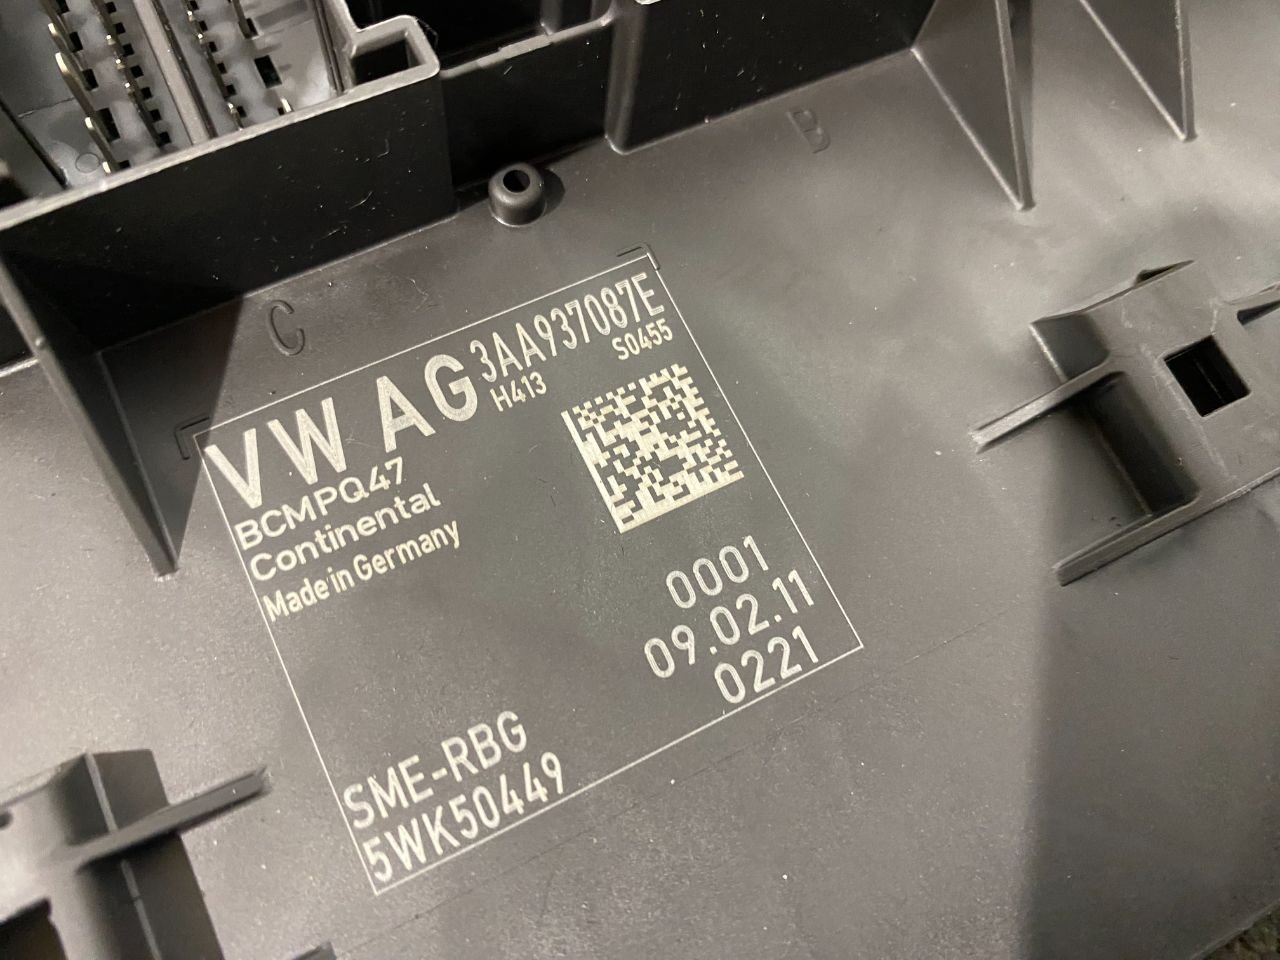 B
C
VW AG 3AA937087E
H413 S0455
BCMPQ47
Continental
Made in Germany
0001
09.02.11
0221
SME-RBG
5WK50449